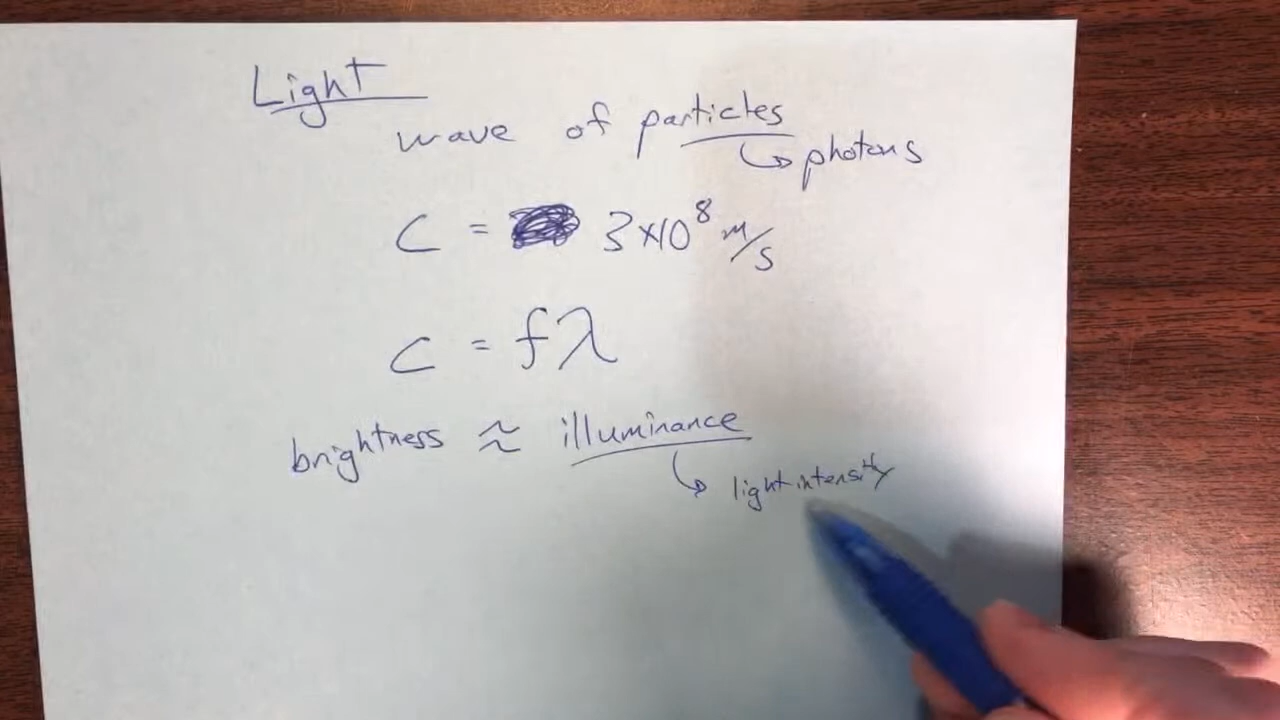 Light
wave of particles
↳ photons
C = 3×10⁸ m/s
C = fλ
brightness ≈ illuminance
↳ light intensity